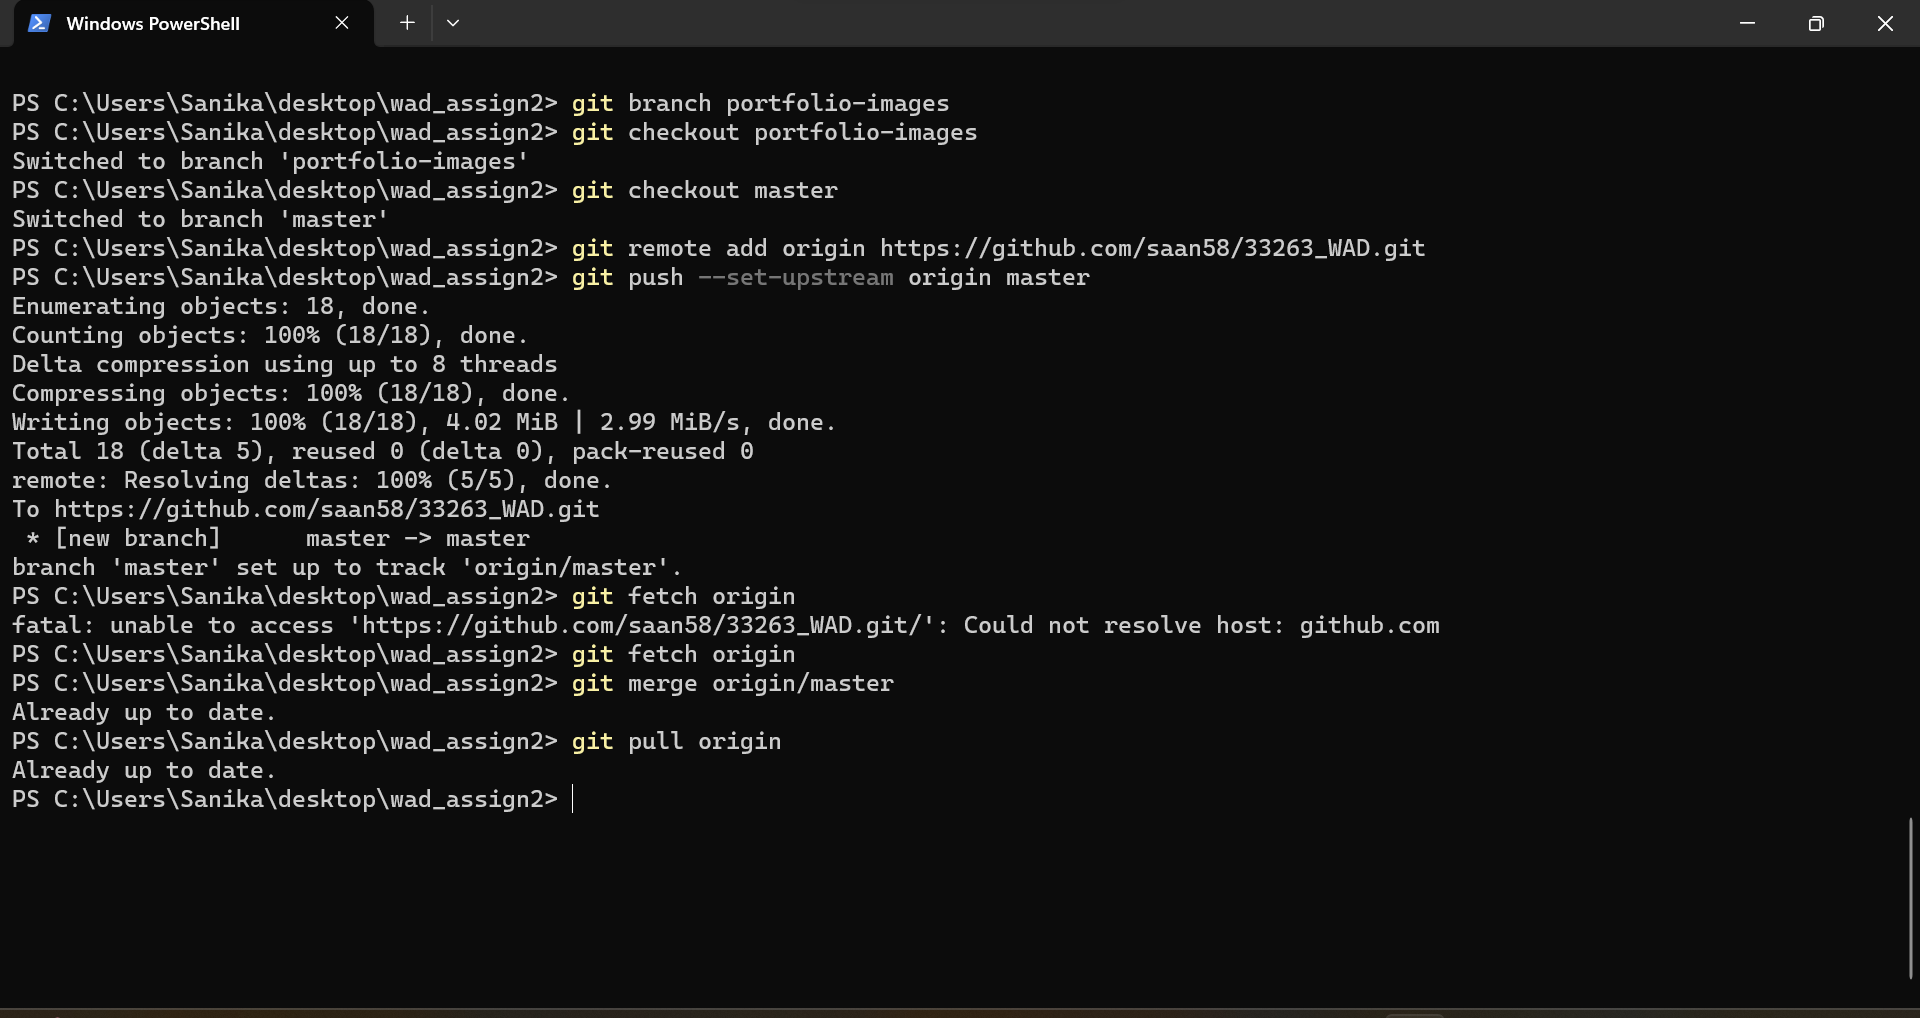 Windows PowerShell
PS C:\Users\Sanika\desktop\wad_assign2> git branch portfolio-images
PS C:\Users\Sanika\desktop\wad_assign2> git checkout portfolio-images
Switched to branch 'portfolio-images'
PS C:\Users\Sanika\desktop\wad_assign2> git checkout master
Switched to branch 'master'
PS C:\Users\Sanika\desktop\wad_assign2> git remote add origin https://github.com/saan58/33263_WAD.git
PS C:\Users\Sanika\desktop\wad_assign2> git push --set-upstream origin master
Enumerating objects: 18, done.
Counting objects: 100% (18/18), done.
Delta compression using up to 8 threads
Compressing objects: 100% (18/18), done.
Writing objects: 100% (18/18), 4.02 MiB | 2.99 MiB/s, done.
Total 18 (delta 5), reused 0 (delta 0), pack-reused 0
remote: Resolving deltas: 100% (5/5), done.
To https://github.com/saan58/33263_WAD.git
 * [new branch]      master -> master
branch 'master' set up to track 'origin/master'.
PS C:\Users\Sanika\desktop\wad_assign2> git fetch origin
fatal: unable to access 'https://github.com/saan58/33263_WAD.git/': Could not resolve host: github.com
PS C:\Users\Sanika\desktop\wad_assign2> git fetch origin
PS C:\Users\Sanika\desktop\wad_assign2> git merge origin/master
Already up to date.
PS C:\Users\Sanika\desktop\wad_assign2> git pull origin
Already up to date.
PS C:\Users\Sanika\desktop\wad_assign2>